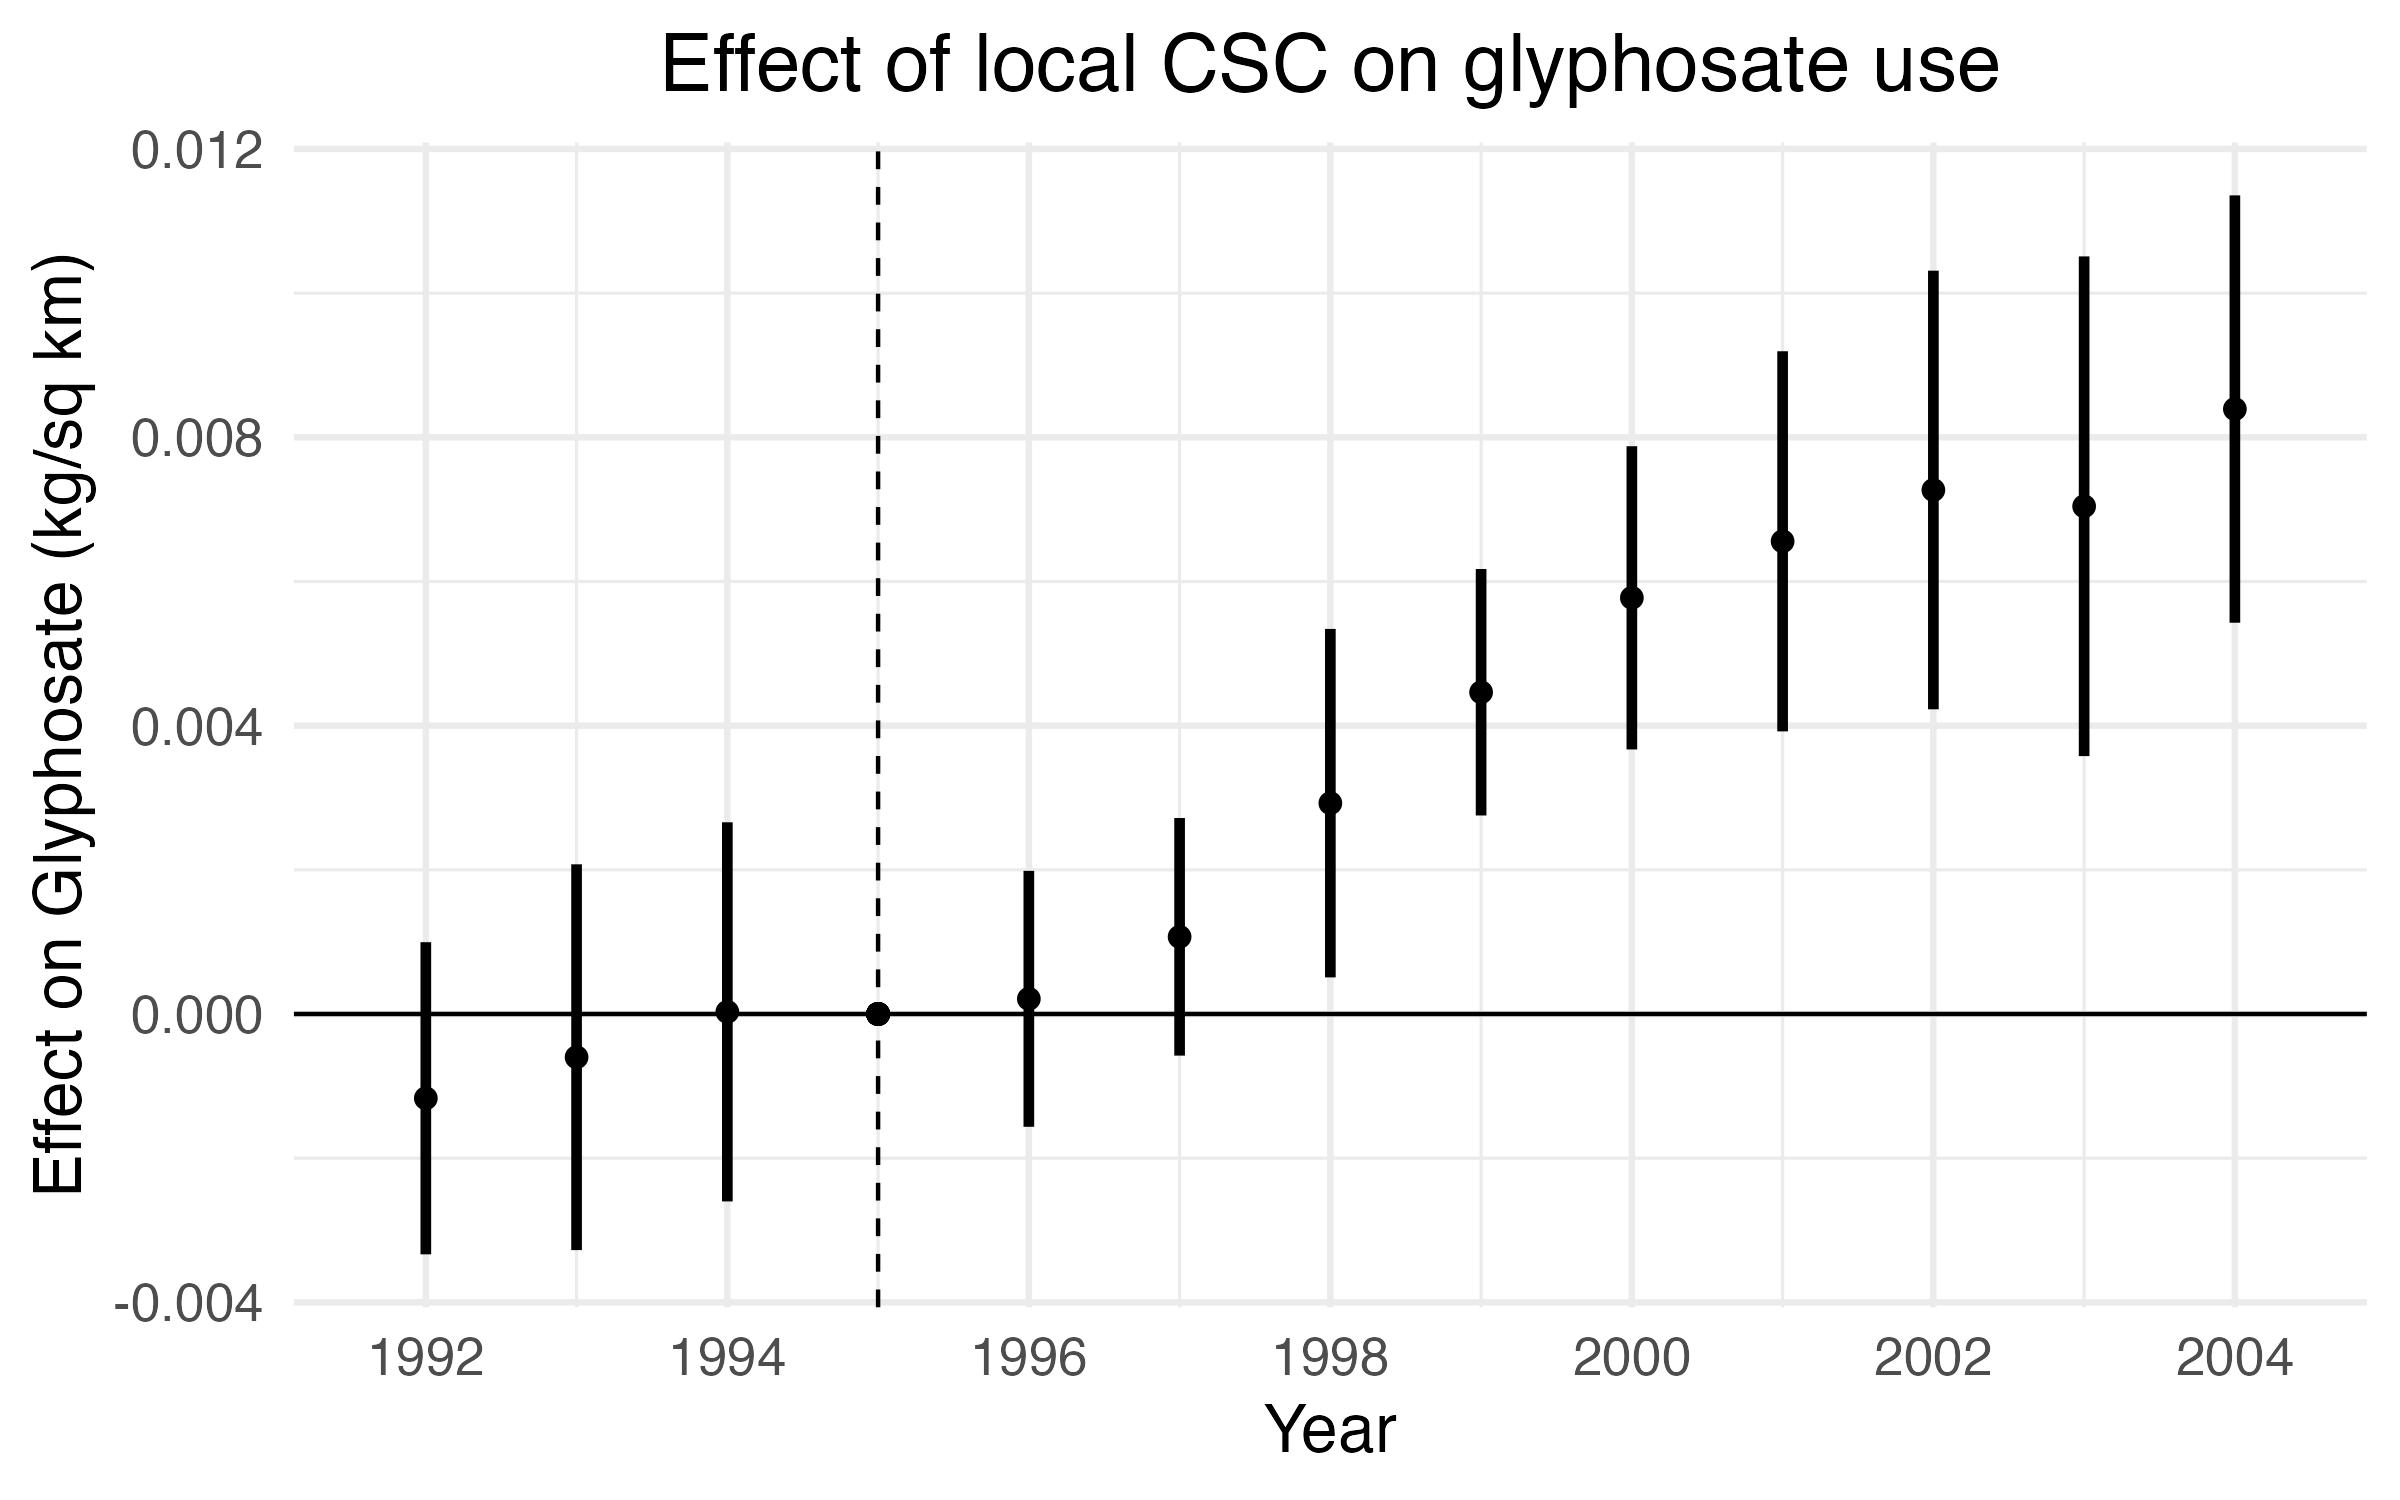 Effect of local CSC on glyphosate use
Effect on Glyphosate (kg/sq km)
0.012
0.008
0.004
0.000
-0.004
1992 1994 1996 1998 2000 2002 2004
Year